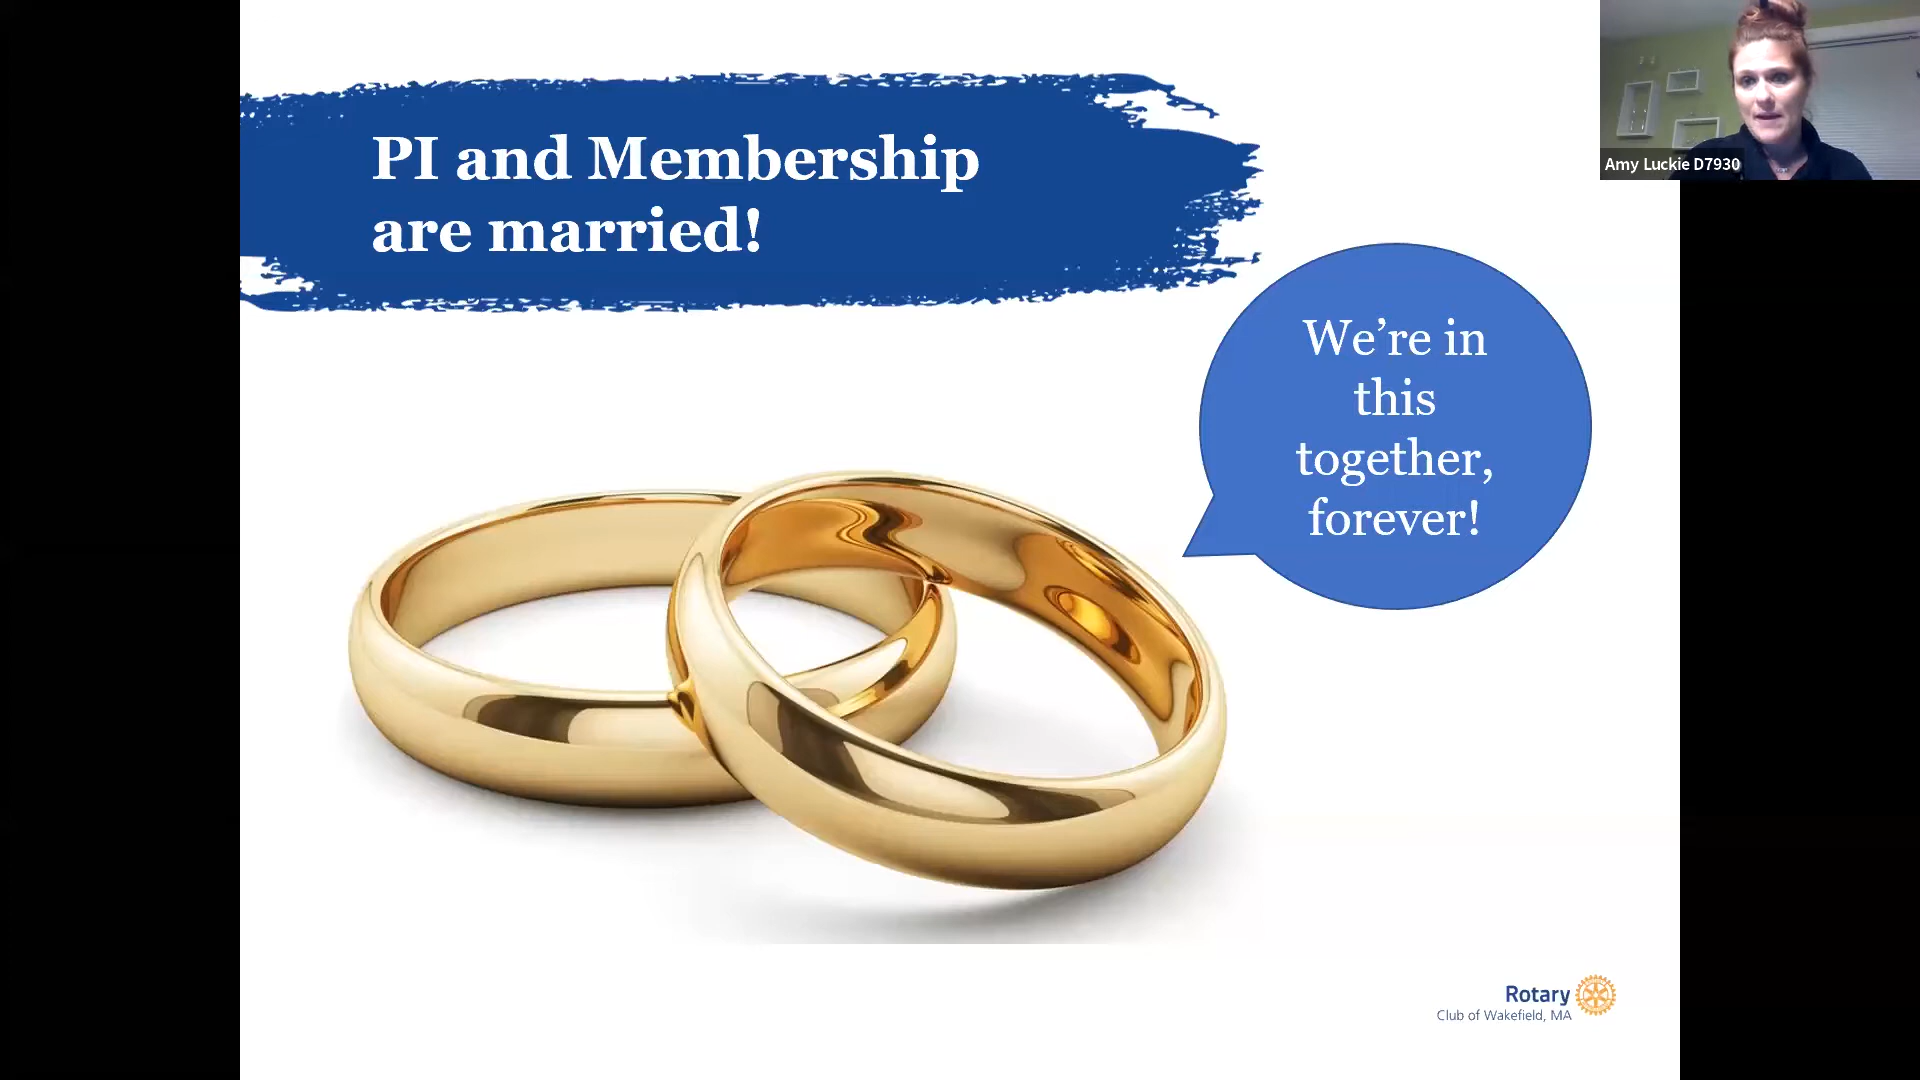 PI and Membership
are married!
Amy Luckie D7930
We’re in
this
together,
forever!
Rotary
Club of Wakefield, MA